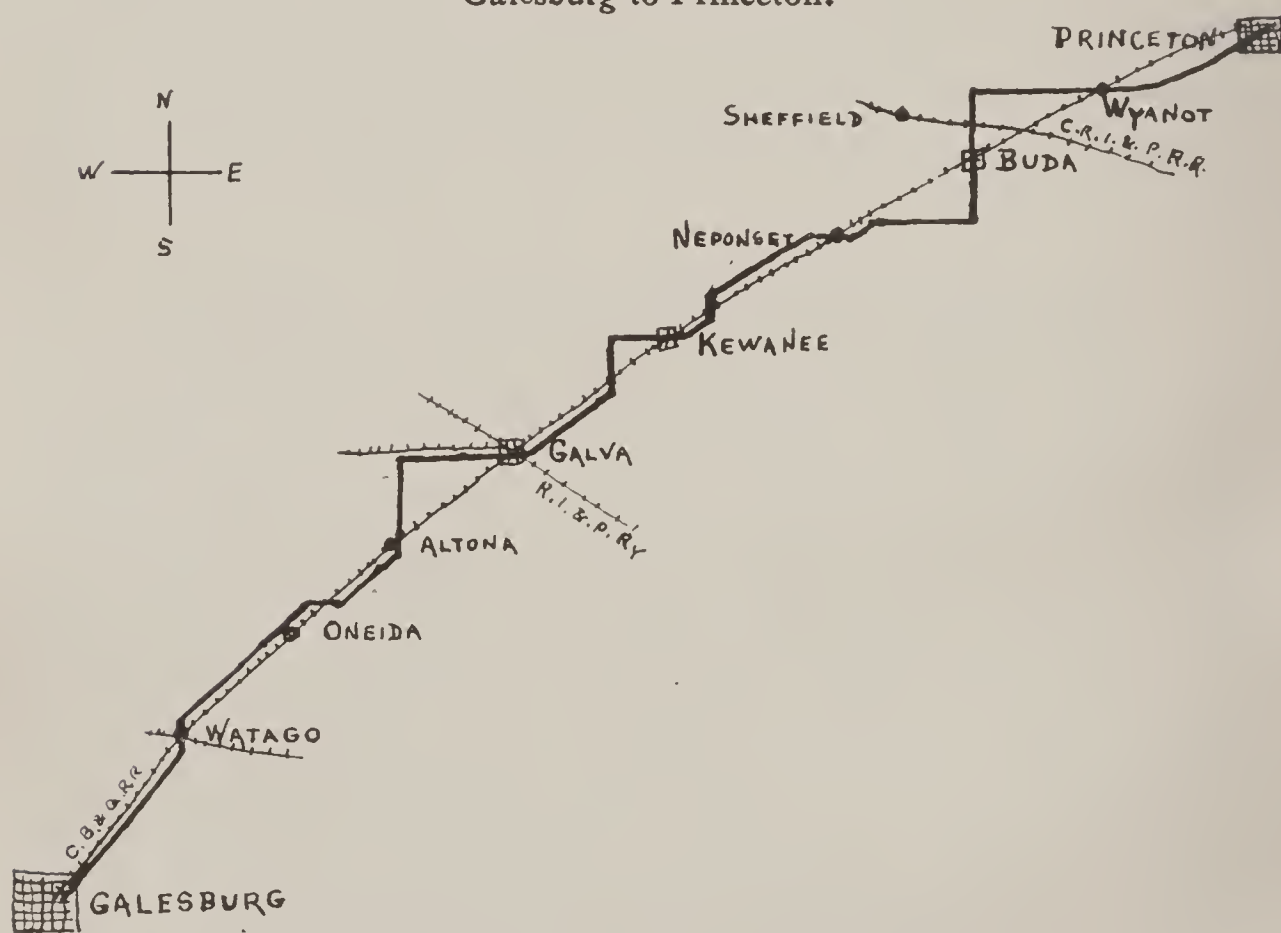 Galesburg to Princeton.
PRINCETON
N
W E
S
SHEFFIELD
WYANOT
C.R.I.&P.R.R.
BUDA
NEPONSET
KEWANEE
GALVA
R.I.&P.RY
ALTONA
ONEIDA
WATAGO
C.B.&Q.RR
GALESBURG